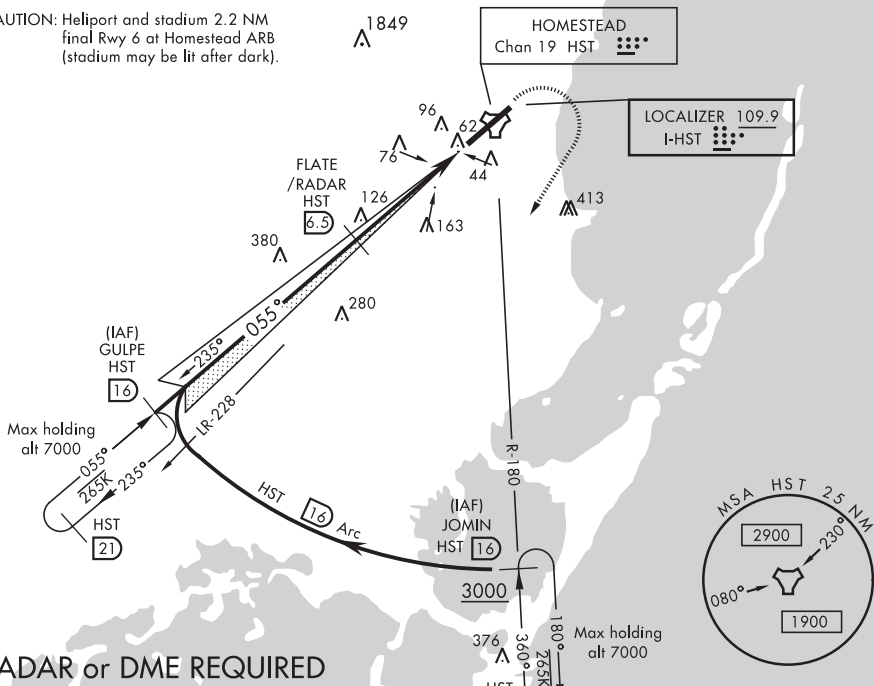 AUTION: Heliport and stadium 2.2 NM
final Rwy 6 at Homestead ARB
(stadium may be lit after dark).
1849
HOMESTEAD
Chan 19 HST
LOCALIZER 109.9
I-HST
96
62
76
44
FLATE
/RADAR
HST
6.5
126
163
413
380
280
055°
235°
(IAF)
GULPE
HST
16
LR-228
Max holding
alt 7000
055°
265K
235°
HST
21
HST 16 Arc
R-180
(IAF)
JOMIN
HST 16
3000
MSA HST 25 NM
2900
230°
080°
1900
180°
265K
360°
Max holding
alt 7000
376
HST
ADAR or DME REQUIRED